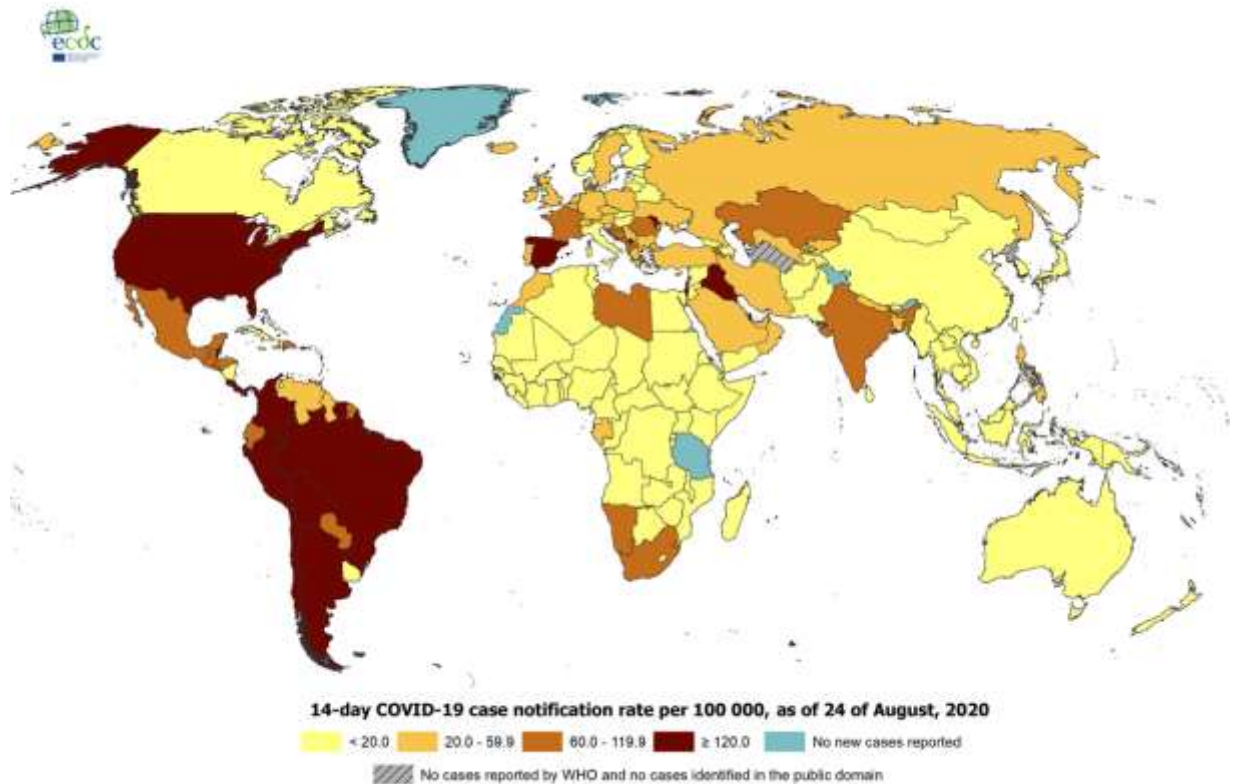 ecdc
14-day COVID-19 case notification rate per 100 000, as of 24 of August, 2020
< 20.0 20.0 - 59.9 60.0 - 119.9 ≥ 120.0 No new cases reported
No cases reported by WHO and no cases identified in the public domain